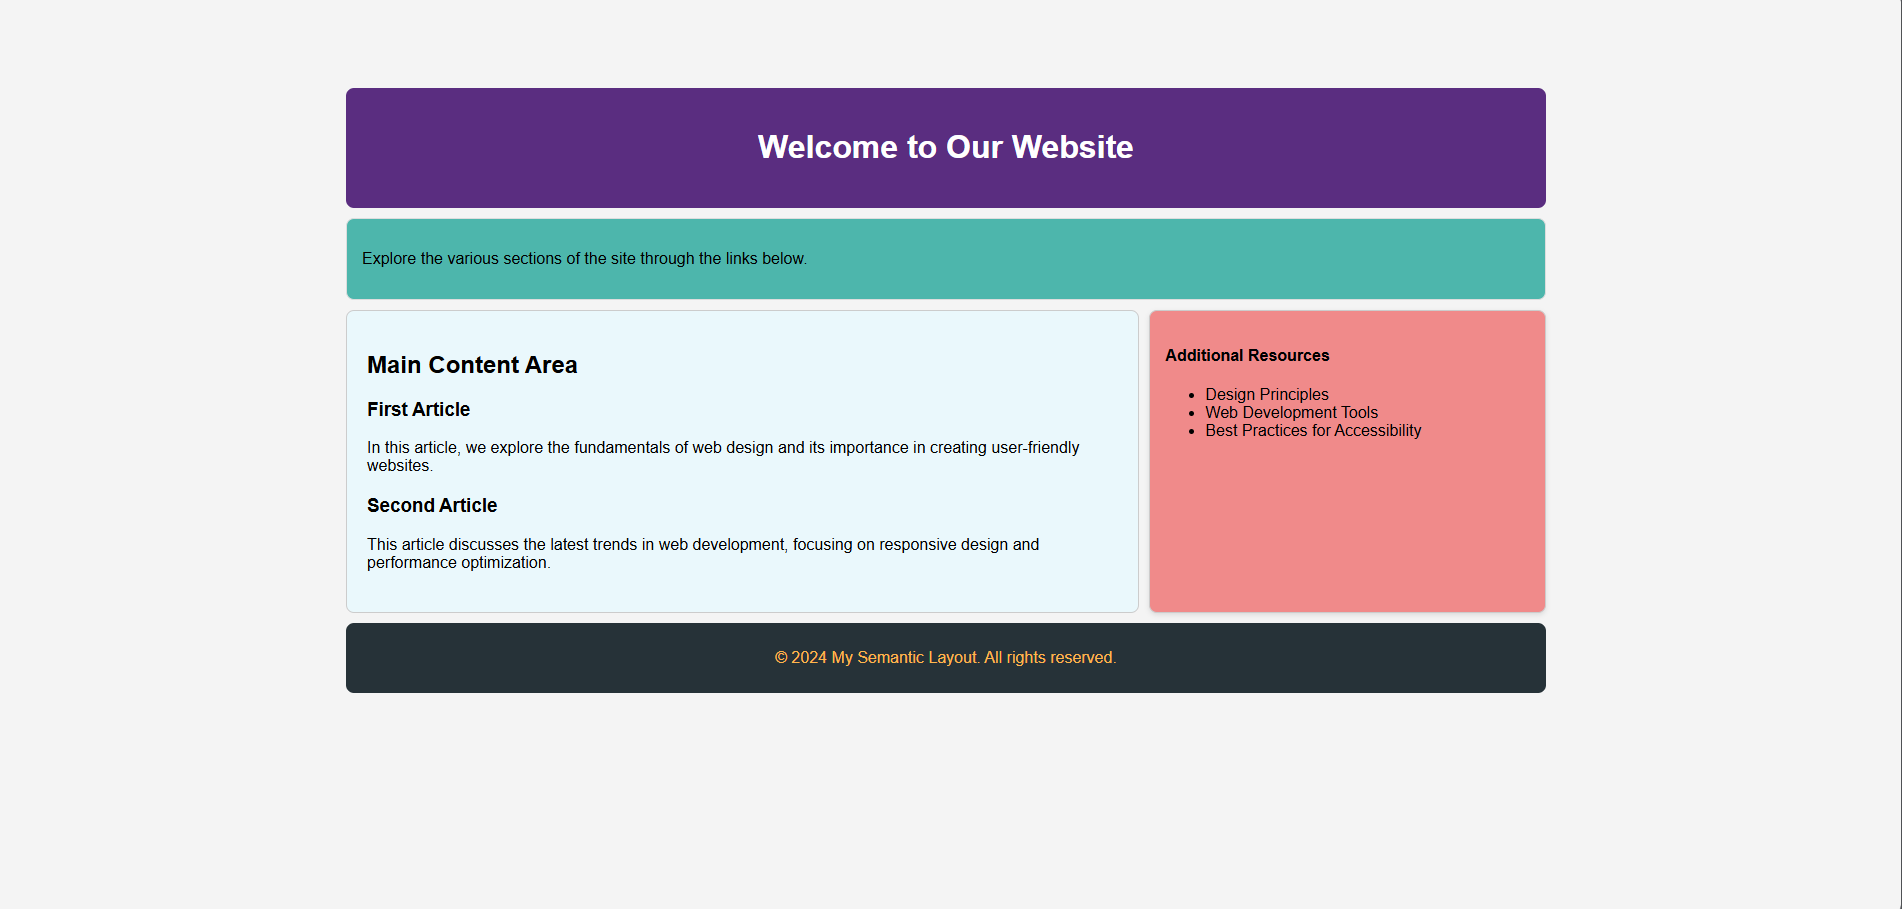 Welcome to Our Website
Explore the various sections of the site through the links below.
Main Content Area
First Article
In this article, we explore the fundamentals of web design and its importance in creating user-friendly
websites.
Second Article
This article discusses the latest trends in web development, focusing on responsive design and
performance optimization.
Additional Resources
• Design Principles
• Web Development Tools
• Best Practices for Accessibility
© 2024 My Semantic Layout. All rights reserved.